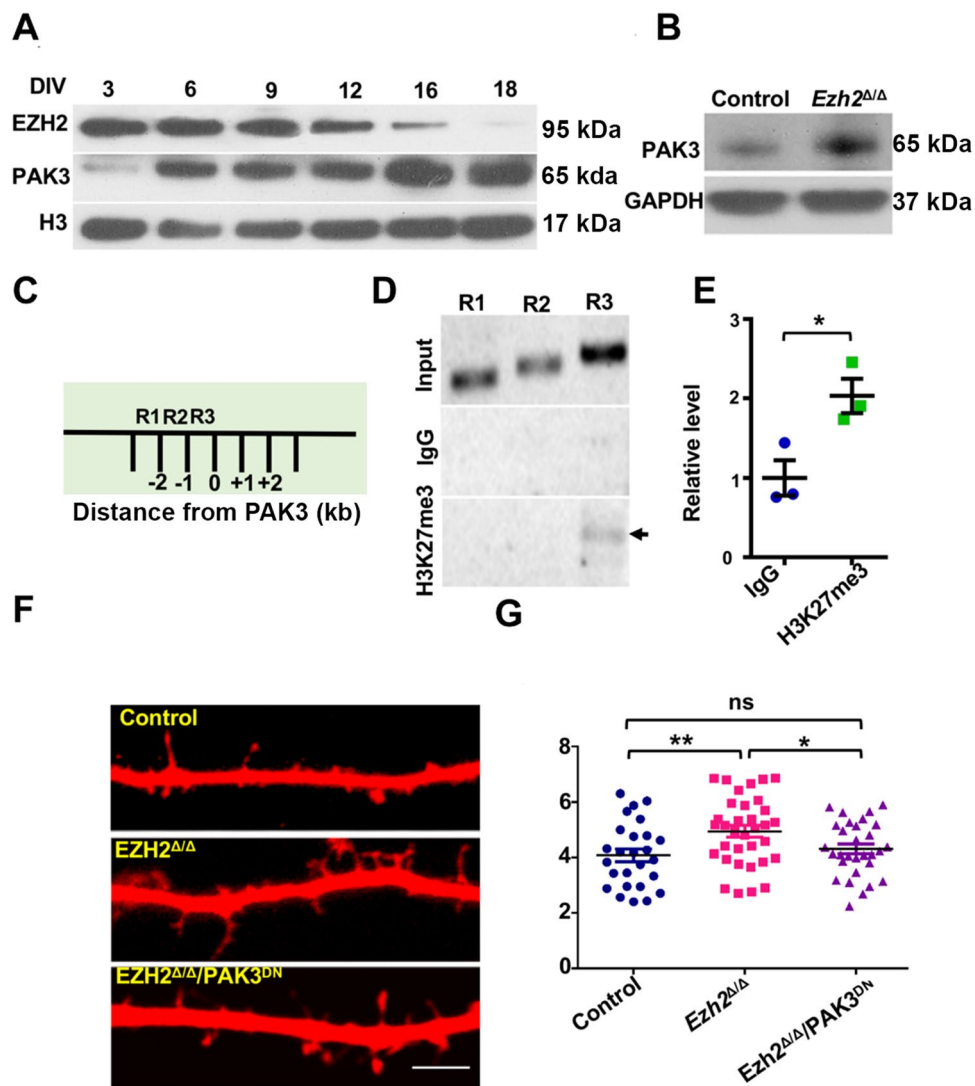 A
DIV 3 6 9 12 16 18
EZH2 95 kDa
PAK3 65 kda
H3 17 kDa
B
Control Ezh2Δ/Δ
PAK3 65 kDa
GAPDH 37 kDa
C
R1 R2 R3
-2 -1 0 +1 +2
Distance from PAK3 (kb)
D
R1 R2 R3
Input
IgG
H3K27me3
E
3
*
2
1
0
Relative level
IgG
H3K27me3
F
Control
EZH2Δ/Δ
EZH2Δ/Δ/PAK3DN
G
ns
** *
8
6
4
2
0
Control
Ezh2Δ/Δ
Ezh2Δ/Δ/PAK3DN